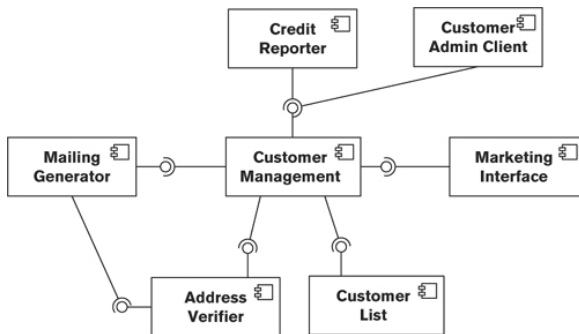 Credit
Reporter
Customer
Admin Client
Mailing
Generator
Customer
Management
Marketing
Interface
Address
Verifier
Customer
List